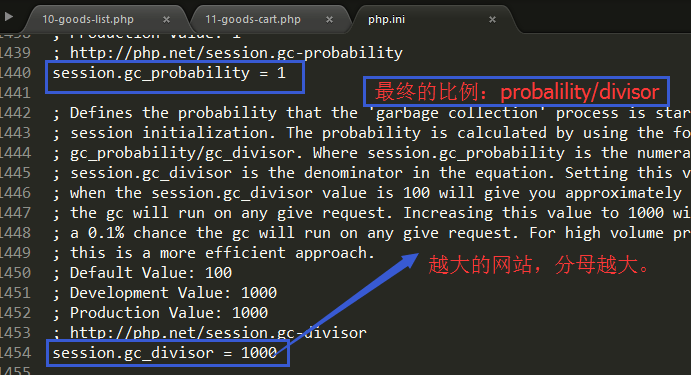 10-goods-list.php × 11-goods-cart.php × php.ini ×
1438 ; Production Value: 1
1439 ; http://php.net/session.gc-probability
1440 session.gc_probability = 1
1441 最终的比例：probalility/divisor
1442 ; Defines the probability that the 'garbage collection' process is star
1443 ; session initialization. The probability is calculated by using the fo
1444 ; gc_probability/gc_divisor. Where session.gc_probability is the numera
1445 ; session.gc_divisor is the denominator in the equation. Setting this v
1446 ; when the session.gc_divisor value is 100 will give you approximately
1447 ; the gc will run on any give request. Increasing this value to 1000 wi
1448 ; a 0.1% chance the gc will run on any give request. For high volume pr
1449 ; this is a more efficient approach.
越大的网站，分母越大。
1450 ; Default Value: 100
1451 ; Development Value: 1000
1452 ; Production Value: 1000
1453 ; http://php.net/session.gc-divisor
1454 session.gc_divisor = 1000
1455